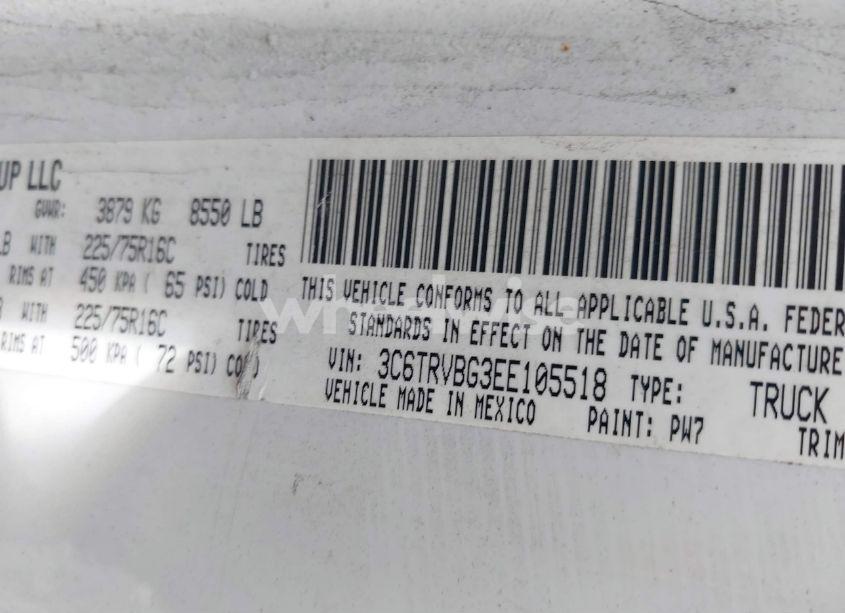 UP LLC
GVWR: 3879 KG 8550 LB
LB WITH 225/75R16C TIRES
RIMS AT 450 KPA ( 65 PSI) COLD
WITH 225/75R16C TIRES
RIMS AT 500 KPA ( 72 PSI) COLD
THIS VEHICLE CONFORMS TO ALL APPLICABLE U.S.A. FEDER
STANDARDS IN EFFECT ON THE DATE OF MANUFACTURE
VIN: 3C6TRVBG3EE105518 TYPE: TRUCK
VEHICLE MADE IN MEXICO PAINT: PW7
TRIM
wheelwise